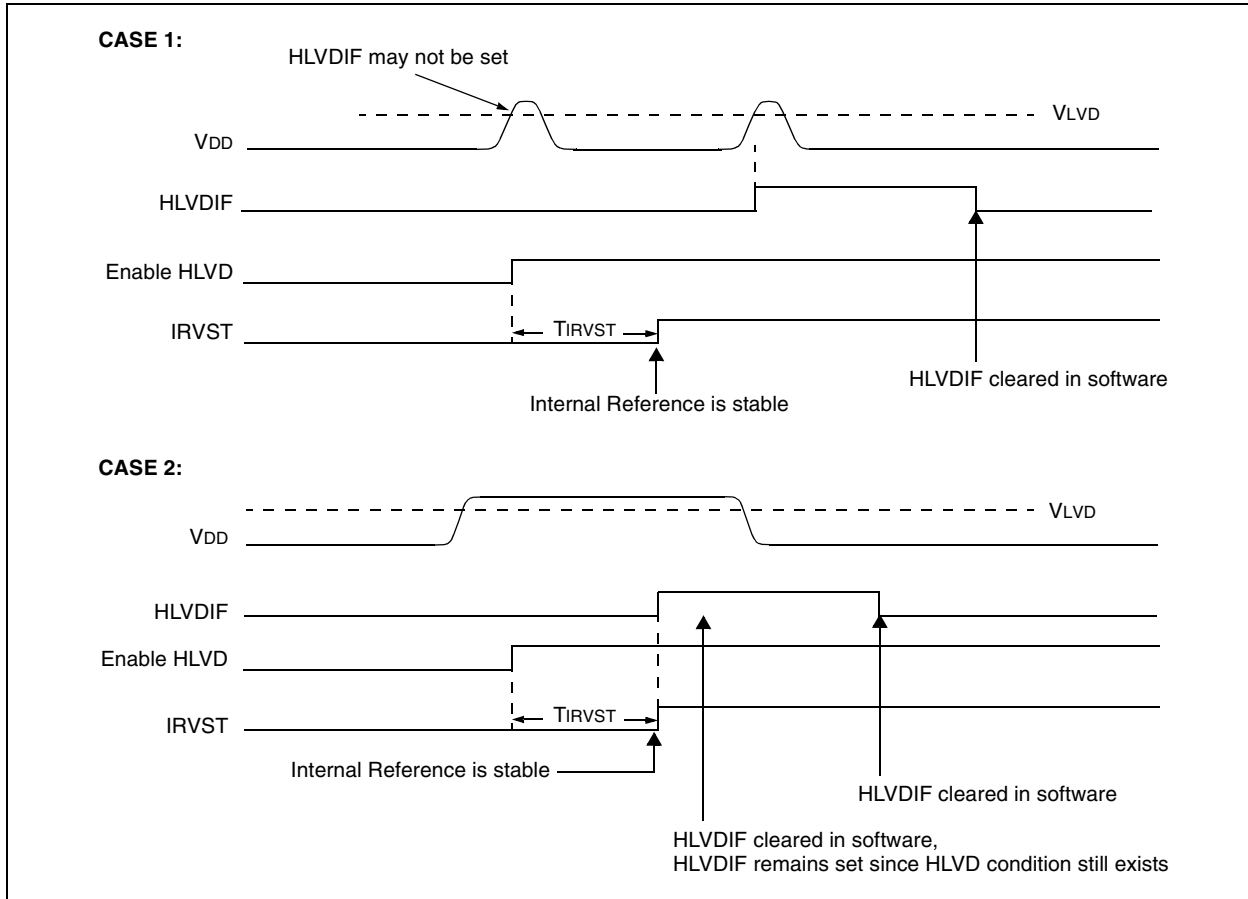 CASE 1:
HLVDIF may not be set
VLVD
VDD
HLVDIF
Enable HLVD
TIRVST
IRVST
HLVDIF cleared in software
Internal Reference is stable
CASE 2:
VLVD
VDD
HLVDIF
Enable HLVD
TIRVST
IRVST
Internal Reference is stable
HLVDIF cleared in software
HLVDIF cleared in software,
HLVDIF remains set since HLVD condition still exists